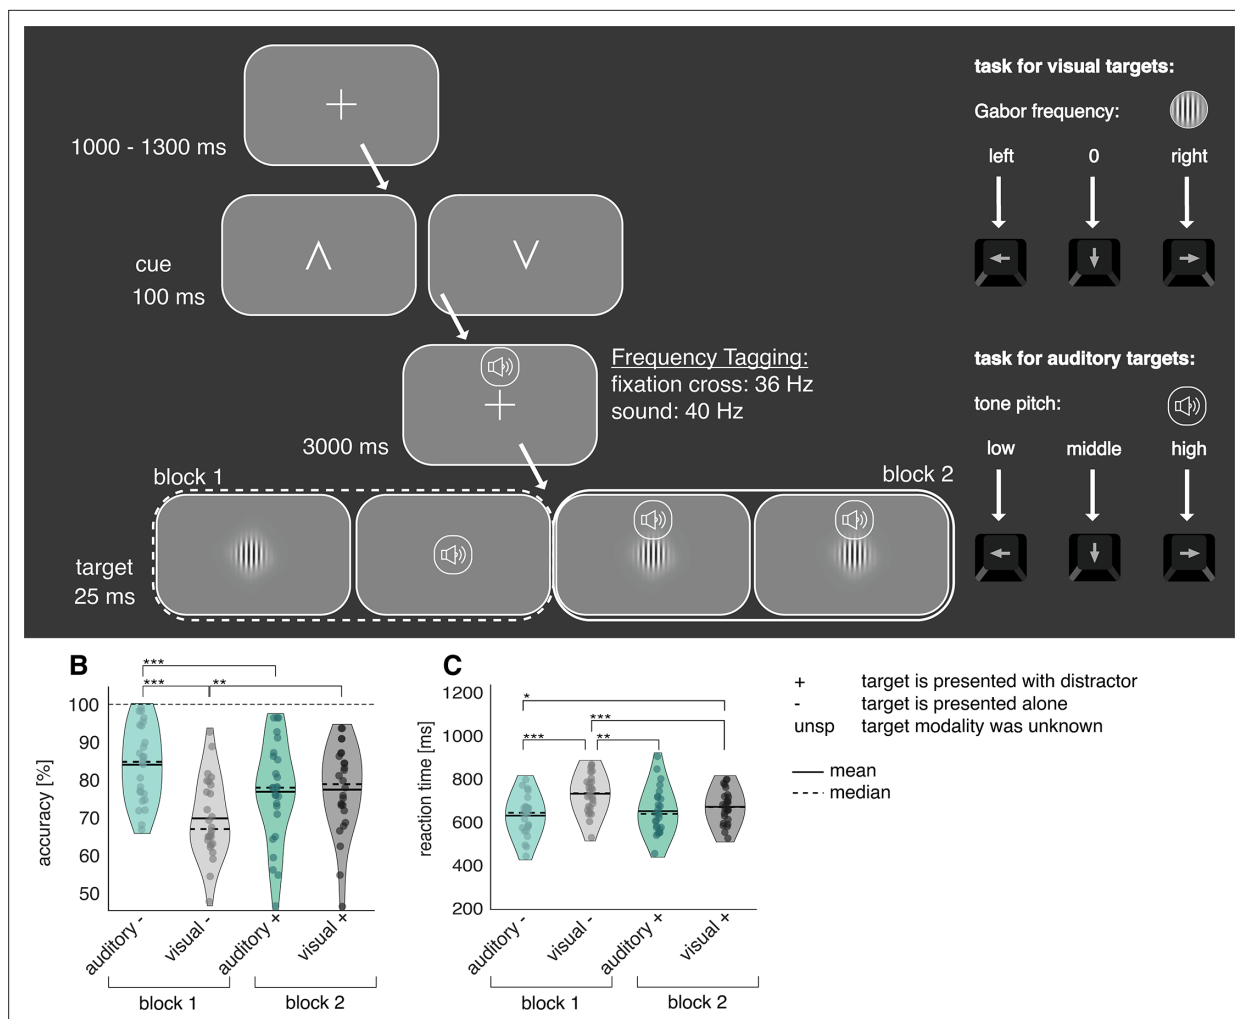 1000 - 1300 ms
cue
100 ms
Frequency Tagging:
fixation cross: 36 Hz
sound: 40 Hz
3000 ms
block 1
block 2
target
25 ms
task for visual targets:
Gabor frequency:
left 0 right
task for auditory targets:
tone pitch:
low middle high
B
***
*** **
100
90
80
70
60
50
accuracy [%]
auditory - visual - auditory + visual +
block 1 block 2
C
*
***
*** **
1200
1000
800
600
400
200
reaction time [ms]
auditory - visual - auditory + visual +
block 1 block 2
+ target is presented with distractor
- target is presented alone
unsp target modality was unknown
mean
median